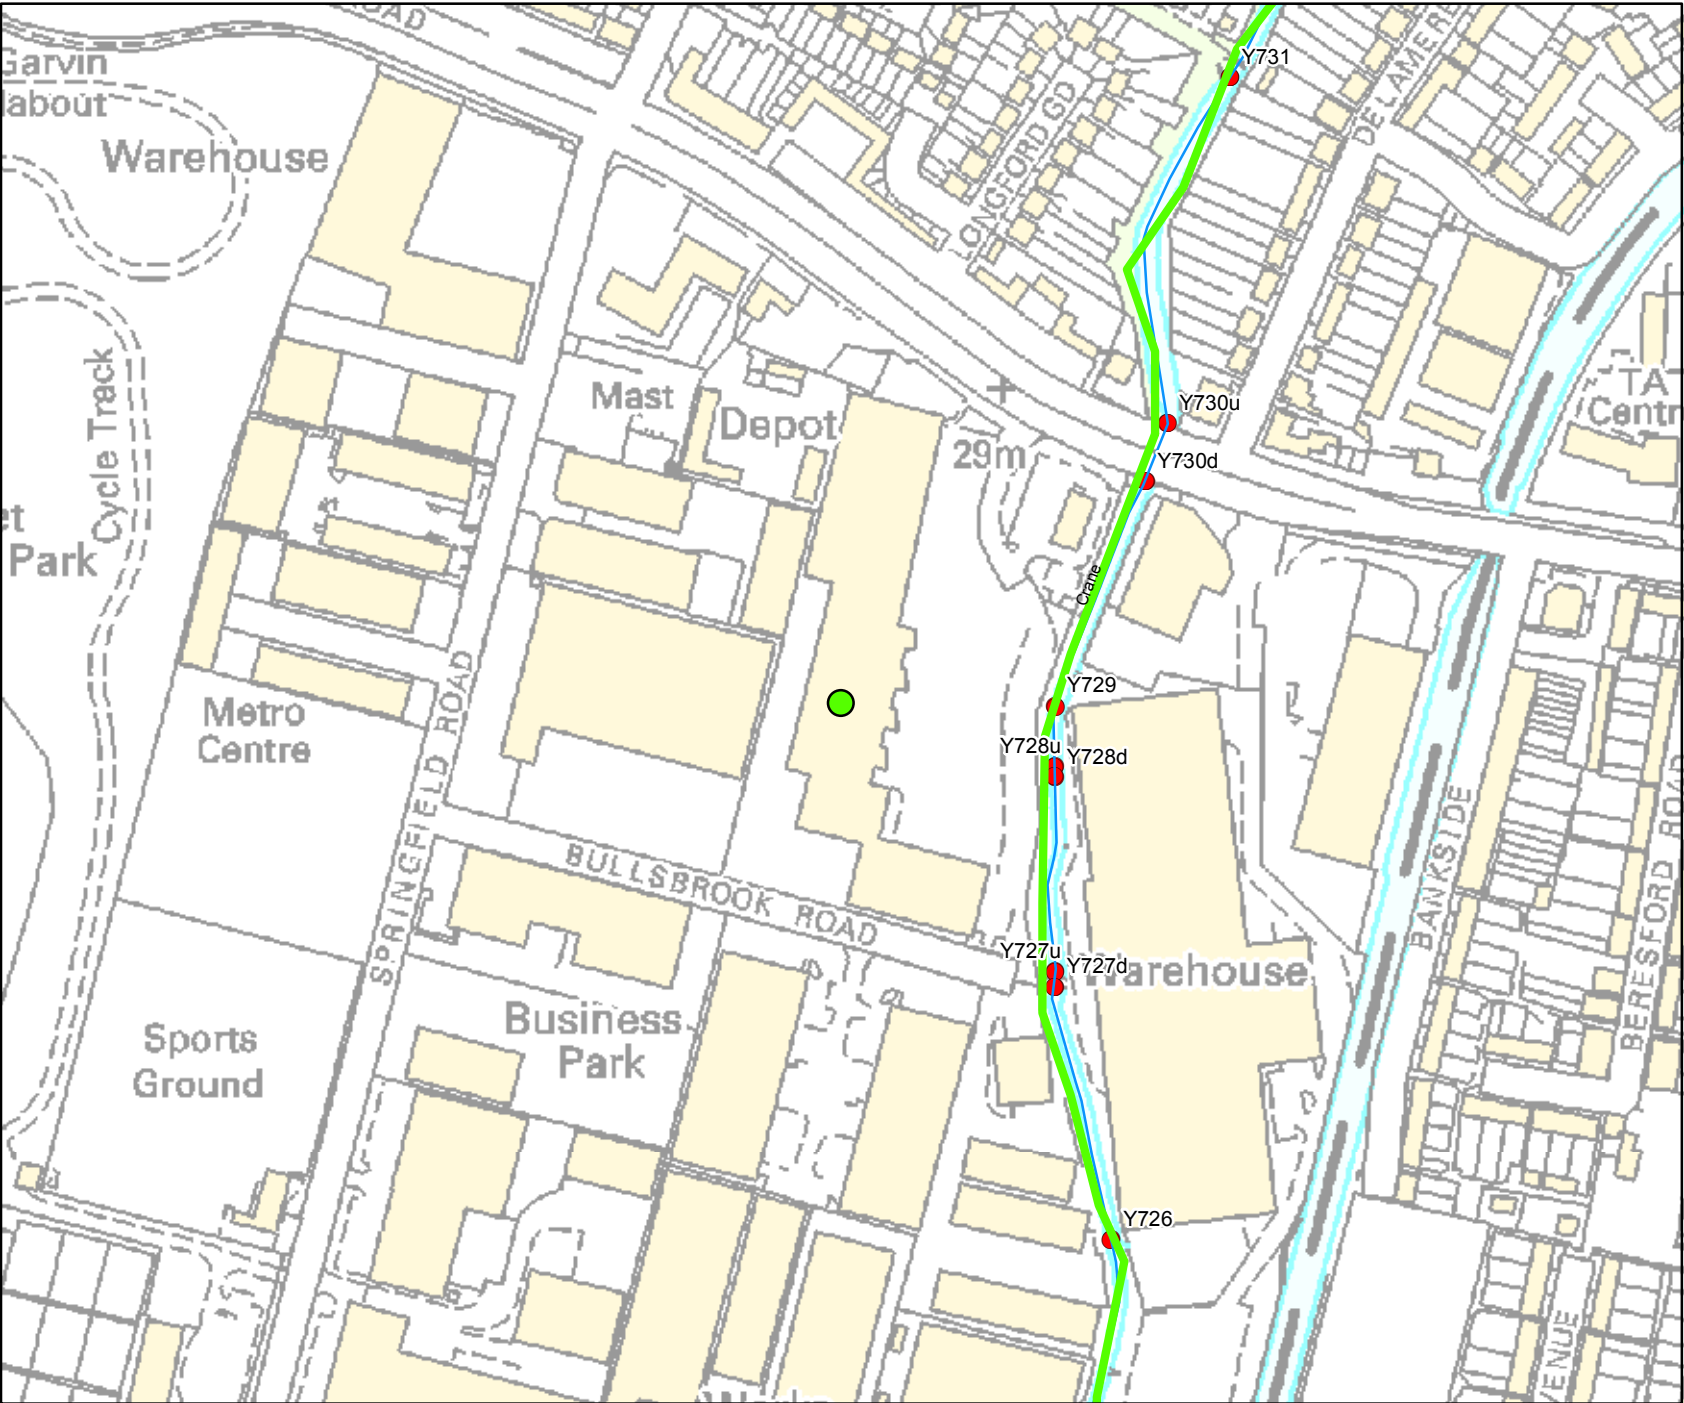 ROAD
Y731
Garvin
DELAMERE
Warehouse
LONGFORD GD
Cycle Track
Mast
Depot
Y730u
TA
Centr
29m
Y730d
et
Park
Crane
SPRINGFIELD ROAD
Metro
Centre
Y729
Y728u
Y728d
BANKSIDE
BERESFORD ROAD
BULLSBROOK ROAD
Y727u
Y727d
Warehouse
Business
Park
Sports
Ground
Y726
VENUE